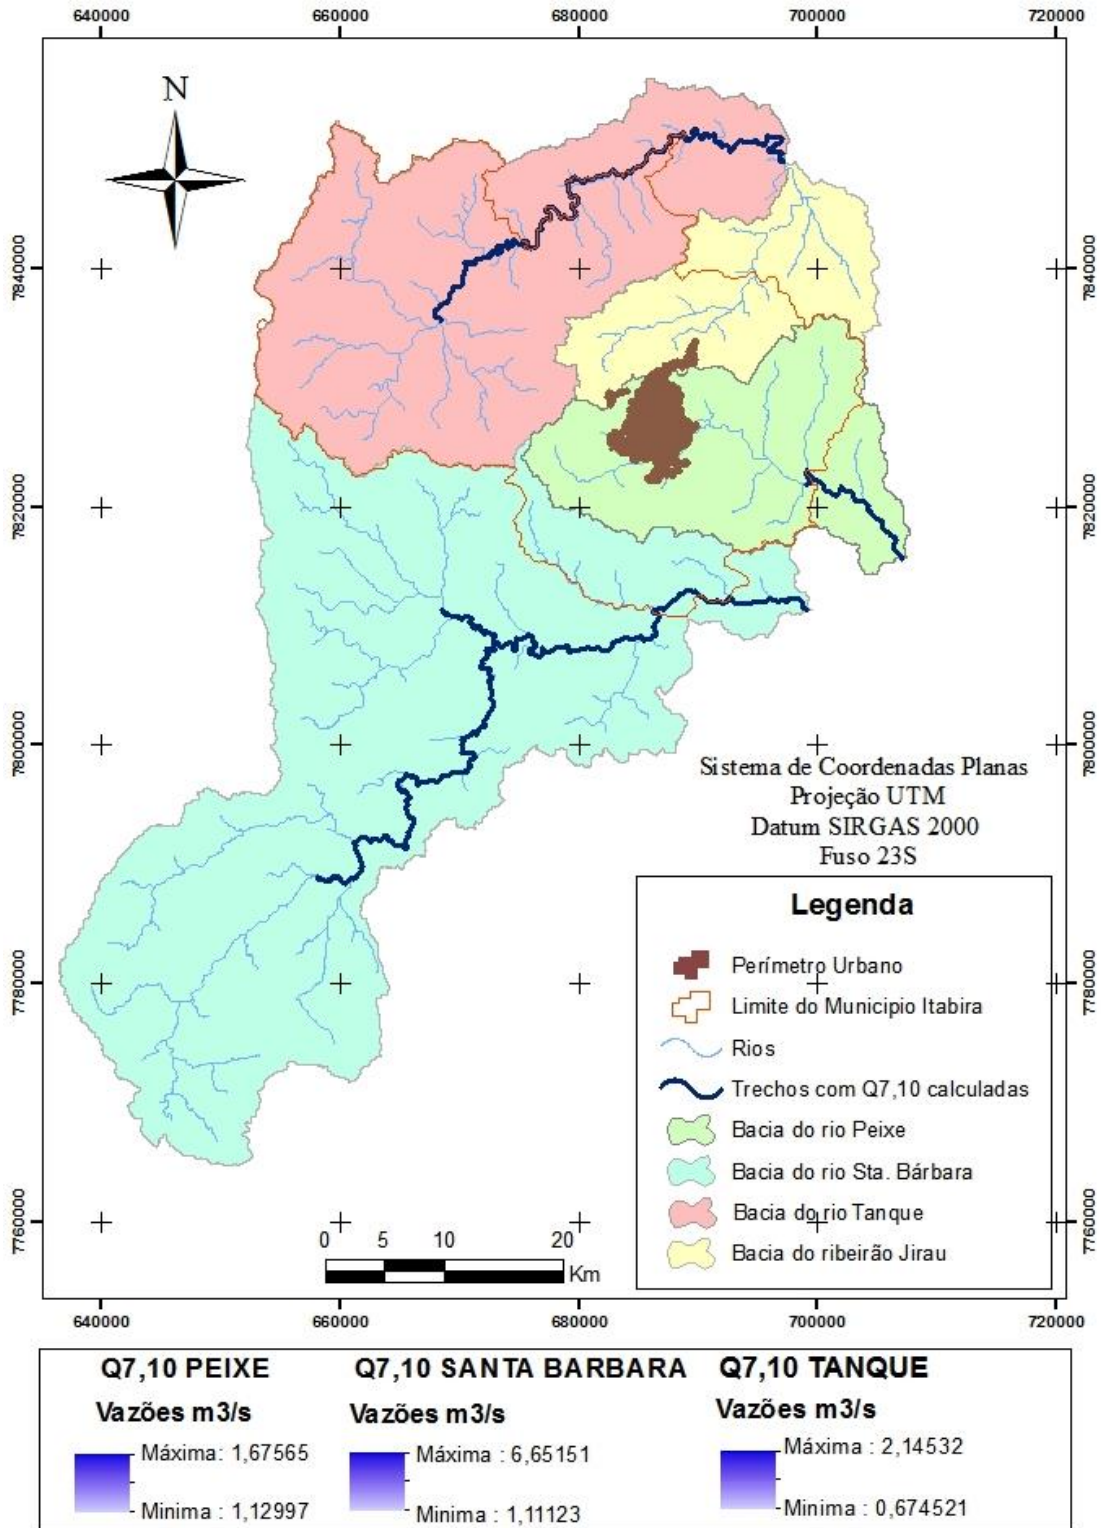 640000 660000 680000 700000 720000
N
7840000 7840000
7820000 7820000
7800000 7800000
Sistema de Coordenadas Planas
Projeção UTM
Datum SIRGAS 2000
Fuso 23S
Legenda
Perímetro Urbano
Limite do Municipio Itabira
7780000 7780000
Rios
Trechos com Q7,10 calculadas
Bacia do rio Peixe
Bacia do rio Sta. Bárbara
Bacia do rio Tanque
7760000 7760000
Bacia do ribeirão Jirau
0 5 10 20
Km
640000 660000 680000 700000 720000
Q7,10 PEIXE
Vazões m3/s
Máxima : 1,67565
Minima : 1,12997
Q7,10 SANTA BARBARA
Vazões m3/s
Máxima : 6,65151
Minima : 1,11123
Q7,10 TANQUE
Vazões m3/s
Máxima : 2,14532
Minima : 0,674521